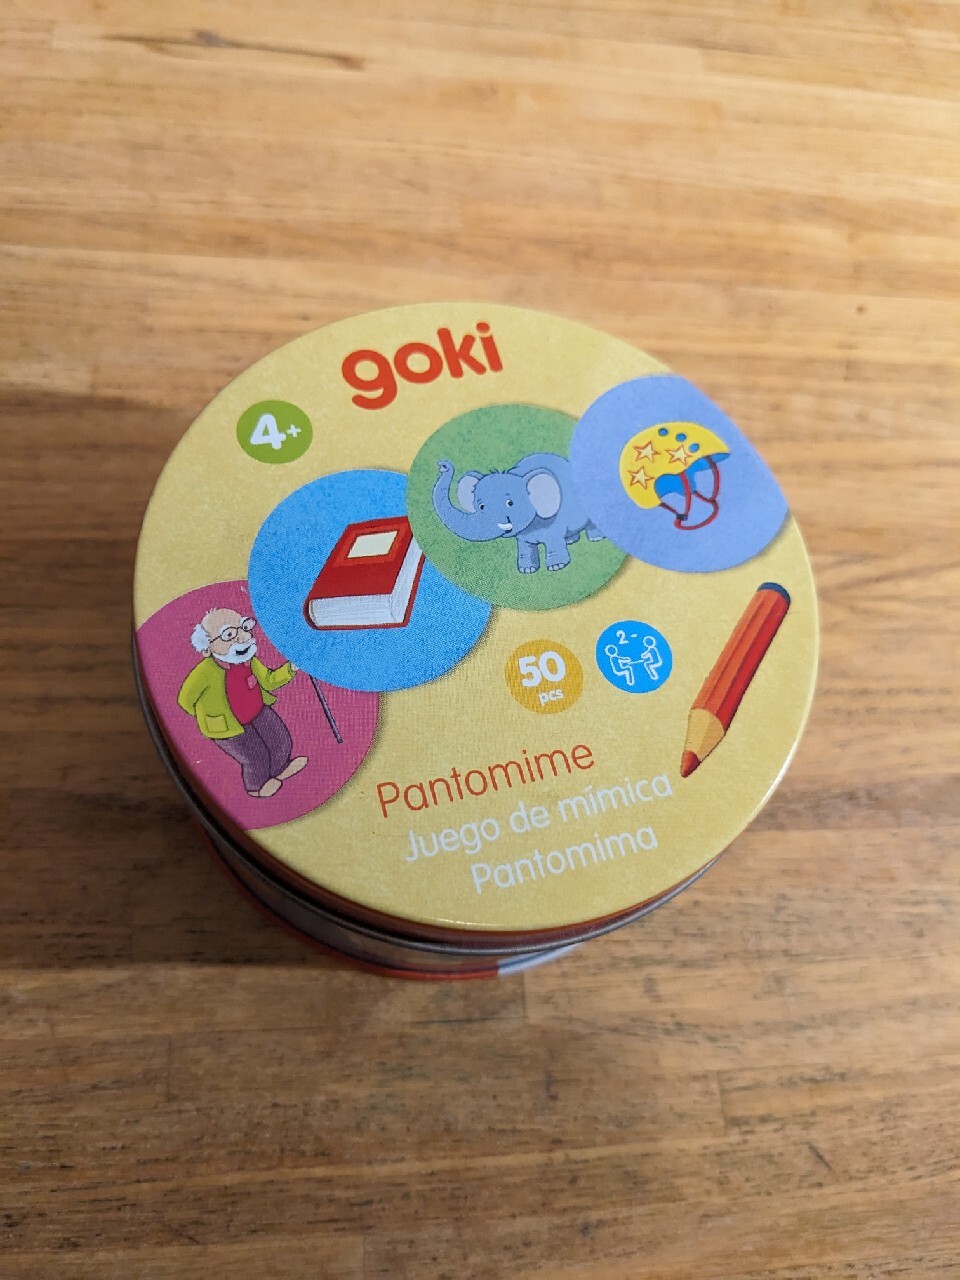 goki
4+
50
pcs
2-
Pantomime
Juego de mímica
Pantomima